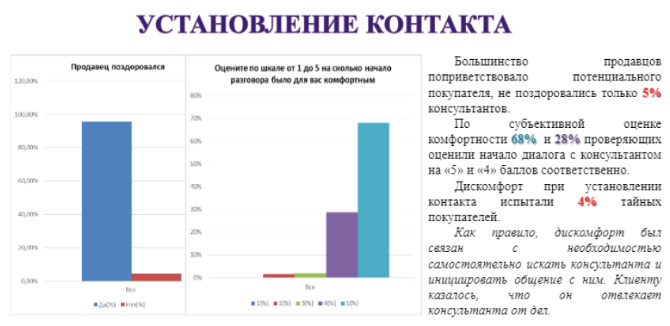 УСТАНОВЛЕНИЕ КОНТАКТА
Продавец поздоровался
120,00%
100,00%
80,00%
60,00%
40,00%
20,00%
0,00%
Все
Да(%) Нет(%)
Оцените по шкале от 1 до 5 на сколько начало
разговора было для вас комфортным
80%
70%
60%
50%
40%
30%
20%
10%
0%
Все
1(%) 2(%) 3(%) 4(%) 5(%)
Большинство продавцов
поприветствовало потенциального
покупателя, не поздоровались только 5%
консультантов.
По субъективной оценке
комфортности 68% и 28% проверяющих
оценили начало диалога с консультантом
на «5» и «4» баллов соответственно.
Дискомфорт при установлении
контакта испытали 4% тайных
покупателей.
Как правило, дискомфорт был
связан с необходимостью
самостоятельно искать консультанта и
инициировать общение с ним. Клиенту
казалось, что он отвлекает
консультанта от дел.